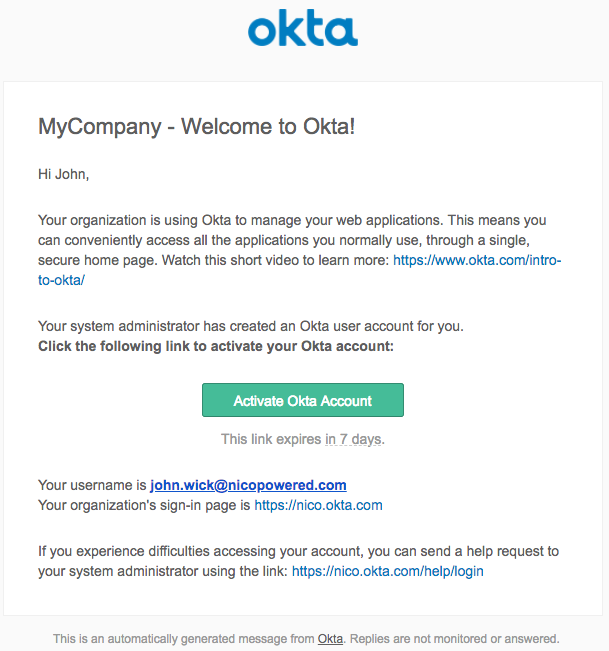 okta
MyCompany - Welcome to Okta!
Hi John,
Your organization is using Okta to manage your web applications. This means you
can conveniently access all the applications you normally use, through a single,
secure home page. Watch this short video to learn more: https://www.okta.com/intro-
to-okta/
Your system administrator has created an Okta user account for you.
Click the following link to activate your Okta account:
Activate Okta Account
This link expires in 7 days.
Your username is john.wick@nicopowered.com
Your organization's sign-in page is https://nico.okta.com
If you experience difficulties accessing your account, you can send a help request to
your system administrator using the link: https://nico.okta.com/help/login
This is an automatically generated message from Okta. Replies are not monitored or answered.